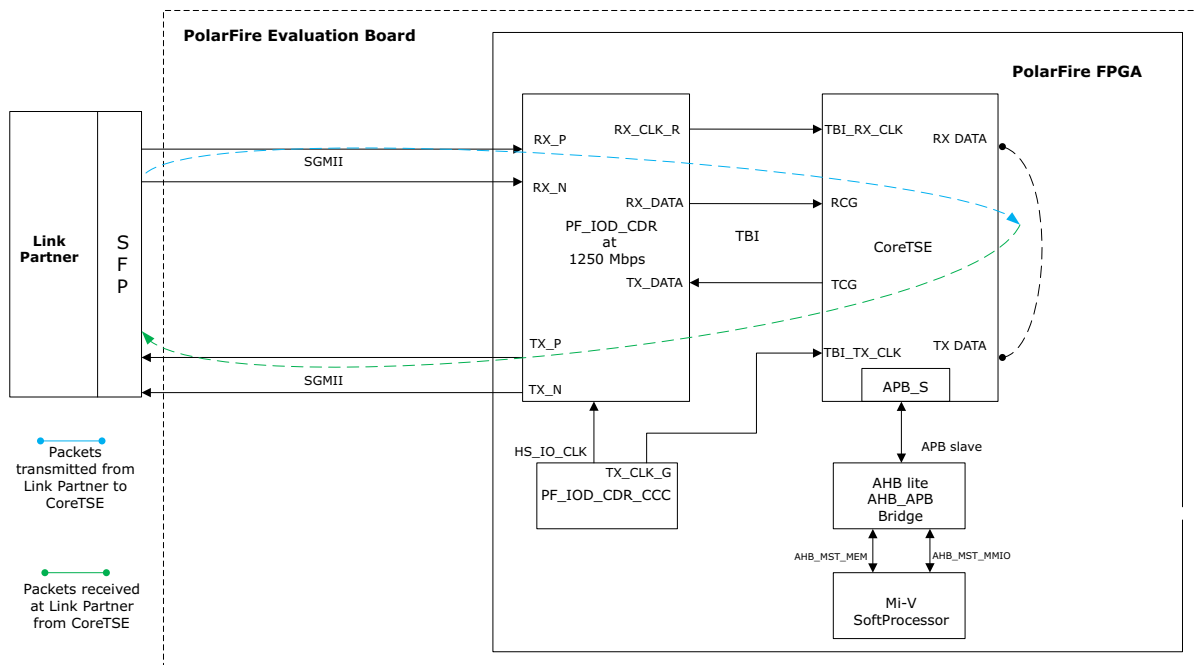 PolarFire Evaluation Board
PolarFire FPGA
Link
Partner
S
F
P
SGMII
RX_P
RX_N
RX_CLK_R
RX_DATA
PF_IOD_CDR
at
1250 Mbps
TX_DATA
TX_P
TX_N
SGMII
TBI
TBI_RX_CLK
RX DATA
RCG
CoreTSE
TCG
TBI_TX_CLK
TX DATA
APB_S
APB slave
HS_IO_CLK
TX_CLK_G
PF_IOD_CDR_CCC
AHB lite
AHB_APB
Bridge
AHB_MST_MEM
AHB_MST_MMIO
Mi-V
SoftProcessor
Packets
transmitted from
Link Partner to
CoreTSE
Packets received
at Link Partner
from CoreTSE